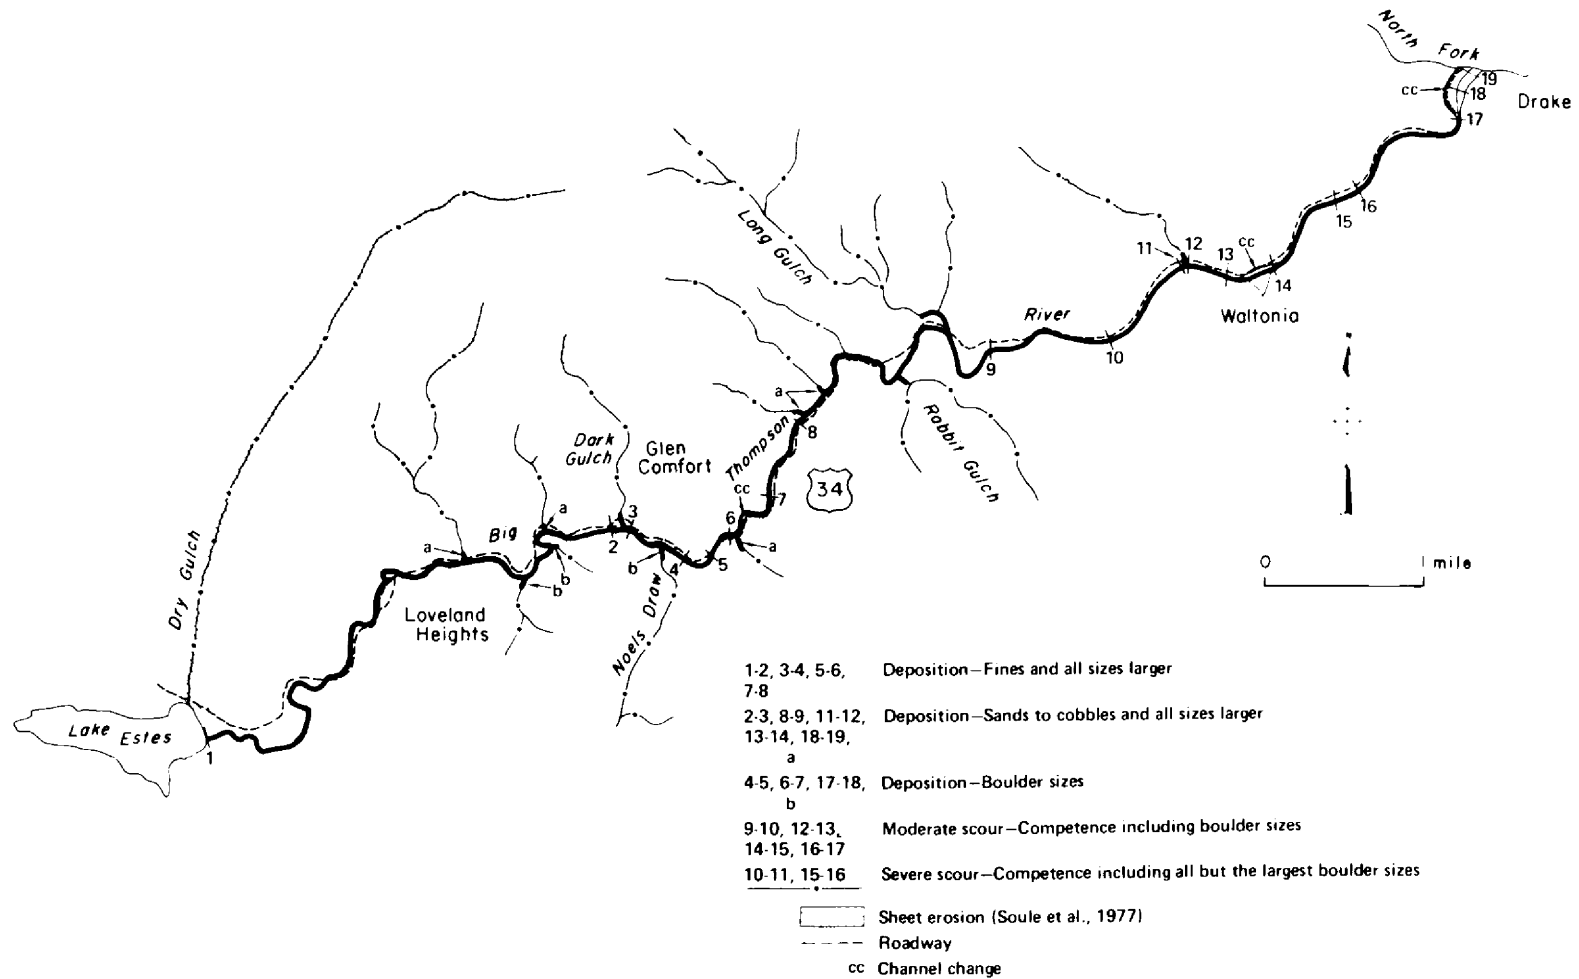 North
Fork
19
cc
18
Drake
17
16
15
Long
Gulch
12
11
13
cc
14
River
Waltonia
10
9
a
8
Rabbit
Gulch
Thompson
Dark
Gulch
Glen
Comfort
cc
7
34
6
a
3
2
Big
a
b
4
5
a
b
b
Noels Draw
Dry Gulch
Loveland
Heights
Lake Estes
1
0 1 mile
1-2, 3-4, 5-6, Deposition—Fines and all sizes larger
7-8
2-3, 8-9, 11-12, Deposition—Sands to cobbles and all sizes larger
13-14, 18-19,
a
4-5, 6-7, 17-18, Deposition—Boulder sizes
b
9-10, 12-13, Moderate scour—Competence including boulder sizes
14-15, 16-17
10-11, 15-16 Severe scour—Competence including all but the largest boulder sizes
Sheet erosion (Soule et al., 1977)
Roadway
cc Channel change